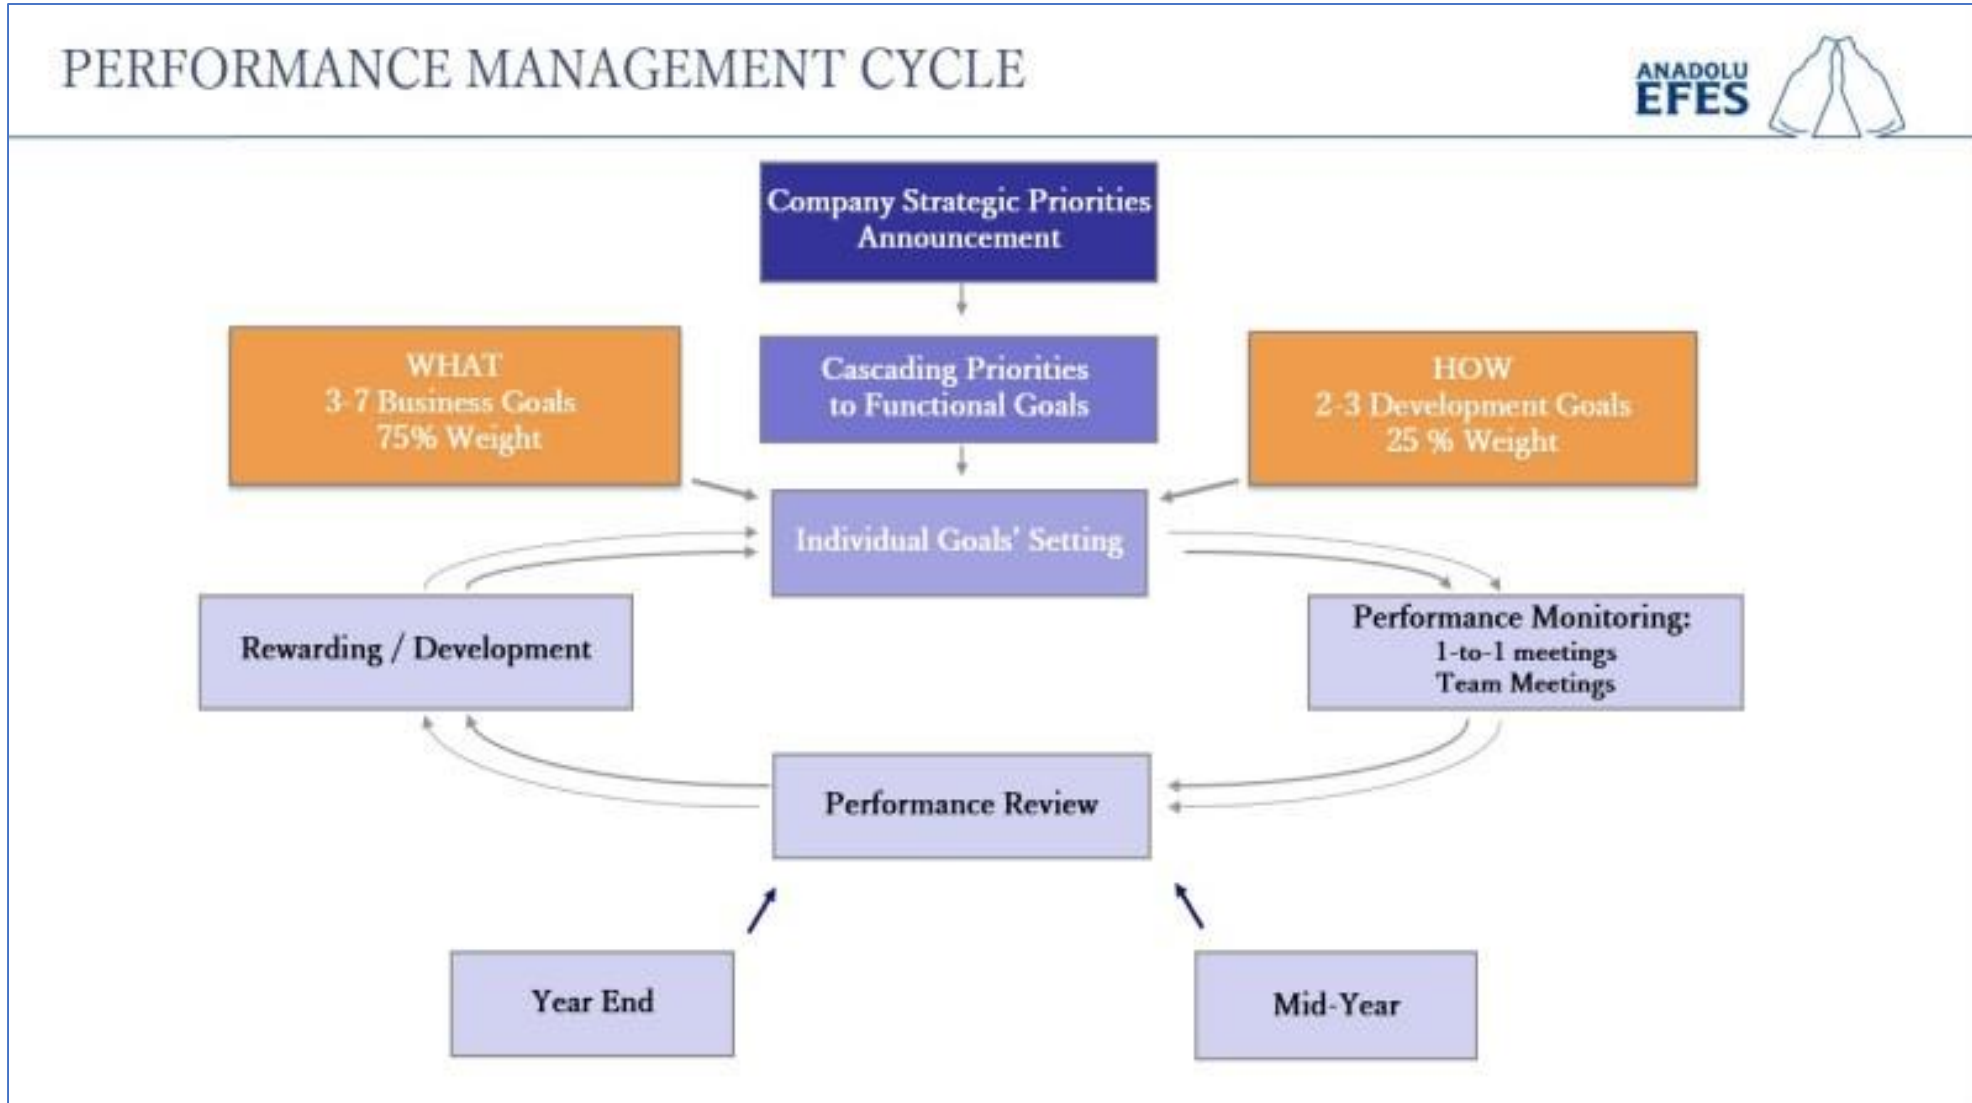 PERFORMANCE MANAGEMENT CYCLE
ANADOLU
EFES
Company Strategic Priorities
Announcement
WHAT
3-7 Business Goals
75% Weight
Cascading Priorities
to Functional Goals
HOW
2-3 Development Goals
25 % Weight
Individual Goals' Setting
Rewarding / Development
Performance Monitoring:
1-to-1 meetings
Team Meetings
Performance Review
Year End
Mid-Year